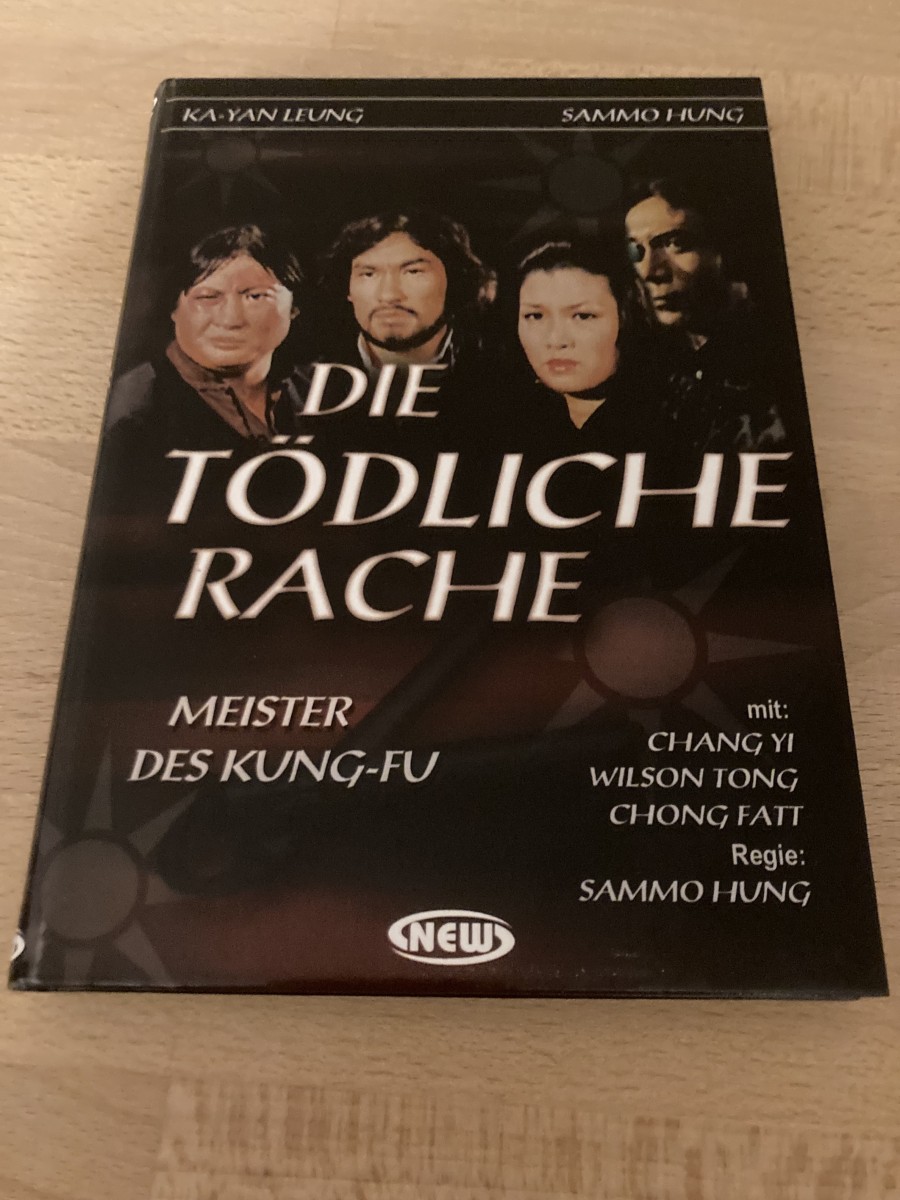 KA-YAN LEUNG
SAMMO HUNG
DIE
TÖDLICHE
RACHE
MEISTER
DES KUNG-FU
mit:
CHANG YI
WILSON TONG
CHONG FATT
Regie:
SAMMO HUNG
NEW